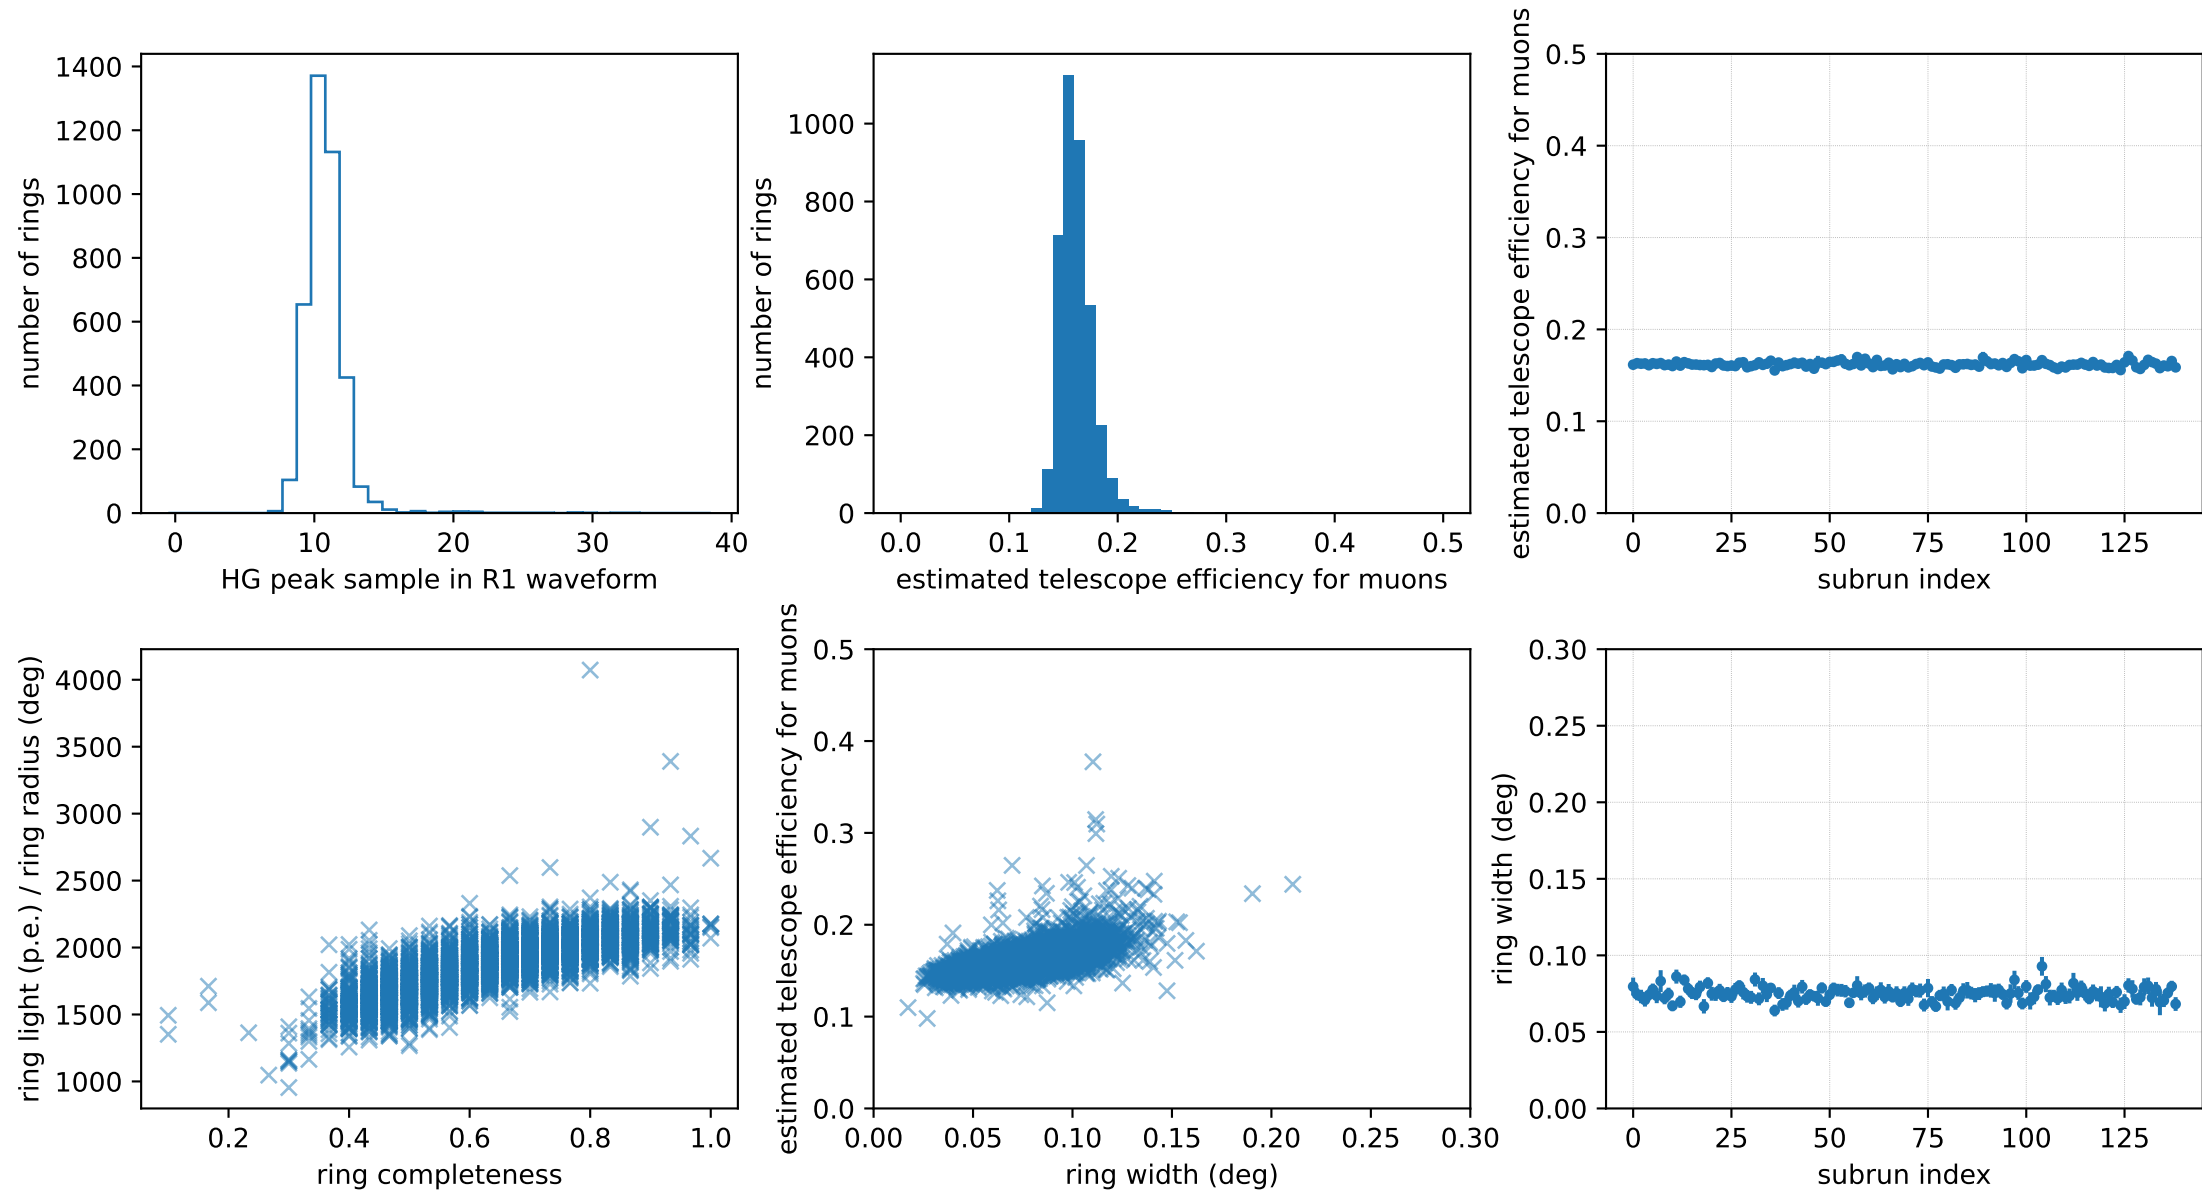 1400
1200
1000
800
600
400
200
0
number of rings
0 10 20 30 40
HG peak sample in R1 waveform
1000
800
600
400
200
0
number of rings
0.0 0.1 0.2 0.3 0.4 0.5
estimated telescope efficiency for muons
0.5
0.4
0.3
0.2
0.1
0.0
estimated telescope efficiency for muons
0 25 50 75 100 125
subrun index
4000
3500
3000
2500
2000
1500
1000
ring light (p.e.) / ring radius (deg)
0.2 0.4 0.6 0.8 1.0
ring completeness
0.5
0.4
0.3
0.2
0.1
0.0
estimated telescope efficiency for muons
0.00 0.05 0.10 0.15 0.20 0.25 0.30
ring width (deg)
0.30
0.25
0.20
0.15
0.10
0.05
0.00
ring width (deg)
0 25 50 75 100 125
subrun index